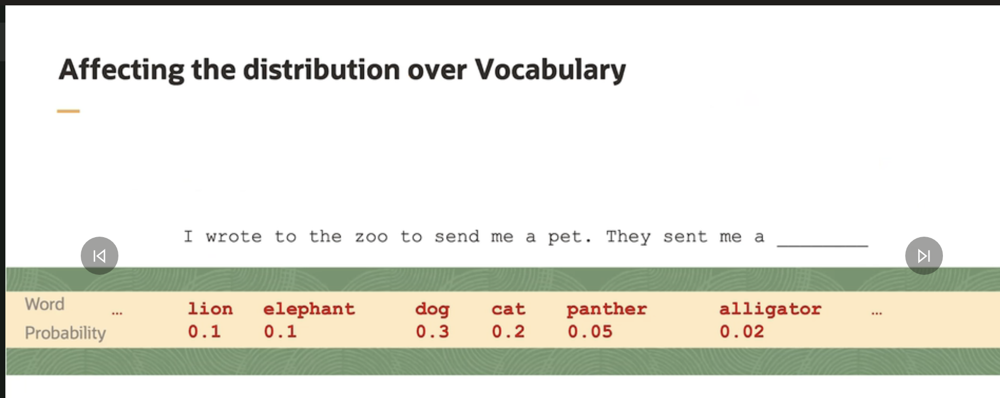 Affecting the distribution over Vocabulary
I wrote to the zoo to send me a pet. They sent me a ________
Word ... lion elephant dog cat panther alligator ...
Probability 0.1 0.1 0.3 0.2 0.05 0.02